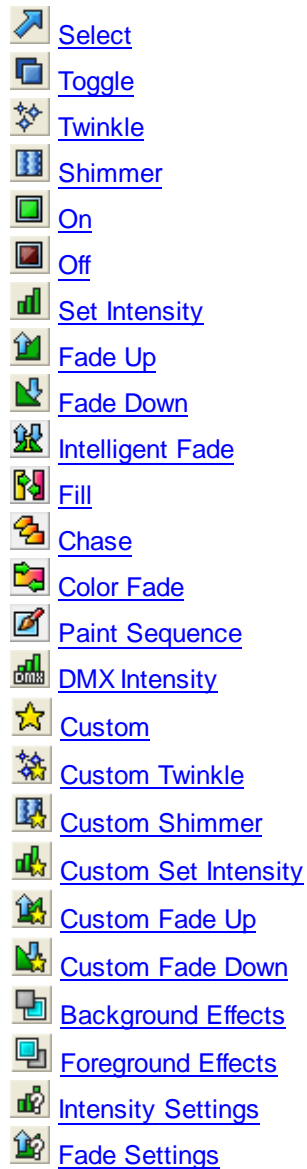 Select
Toggle
Twinkle
Shimmer
On
Off
Set Intensity
Fade Up
Fade Down
Intelligent Fade
Fill
Chase
Color Fade
Paint Sequence
DMX DMX Intensity
Custom
Custom Twinkle
Custom Shimmer
Custom Set Intensity
Custom Fade Up
Custom Fade Down
Background Effects
Foreground Effects
Intensity Settings
Fade Settings